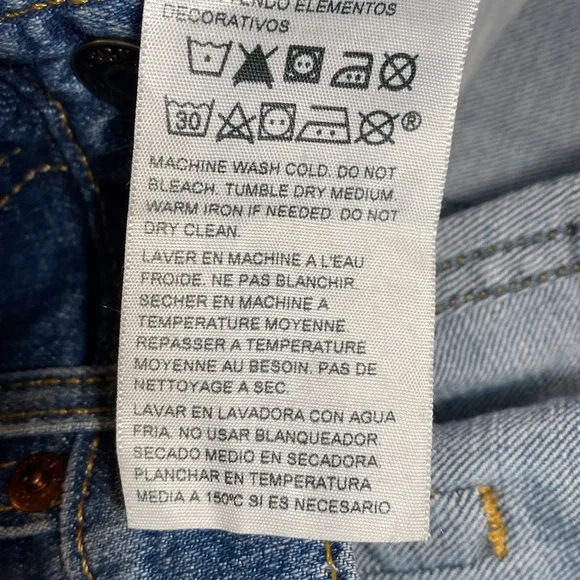 ELEMENTOS
DECORATIVOS
30
®
MACHINE WASH COLD. DO NOT
BLEACH. TUMBLE DRY MEDIUM.
WARM IRON IF NEEDED. DO NOT
DRY CLEAN.
LAVER EN MACHINE A L'EAU
FROIDE. NE PAS BLANCHIR
SECHER EN MACHINE A
TEMPERATURE MOYENNE
REPASSER A TEMPERATURE
MOYENNE AU BESOIN. PAS DE
NETTOYAGE A SEC.
LAVAR EN LAVADORA CON AGUA
FRIA. NO USAR BLANQUEADOR.
SECADO MEDIO EN SECADORA.
PLANCHAR EN TEMPERATURA
MEDIA A 150ºC SI ES NECESARIO